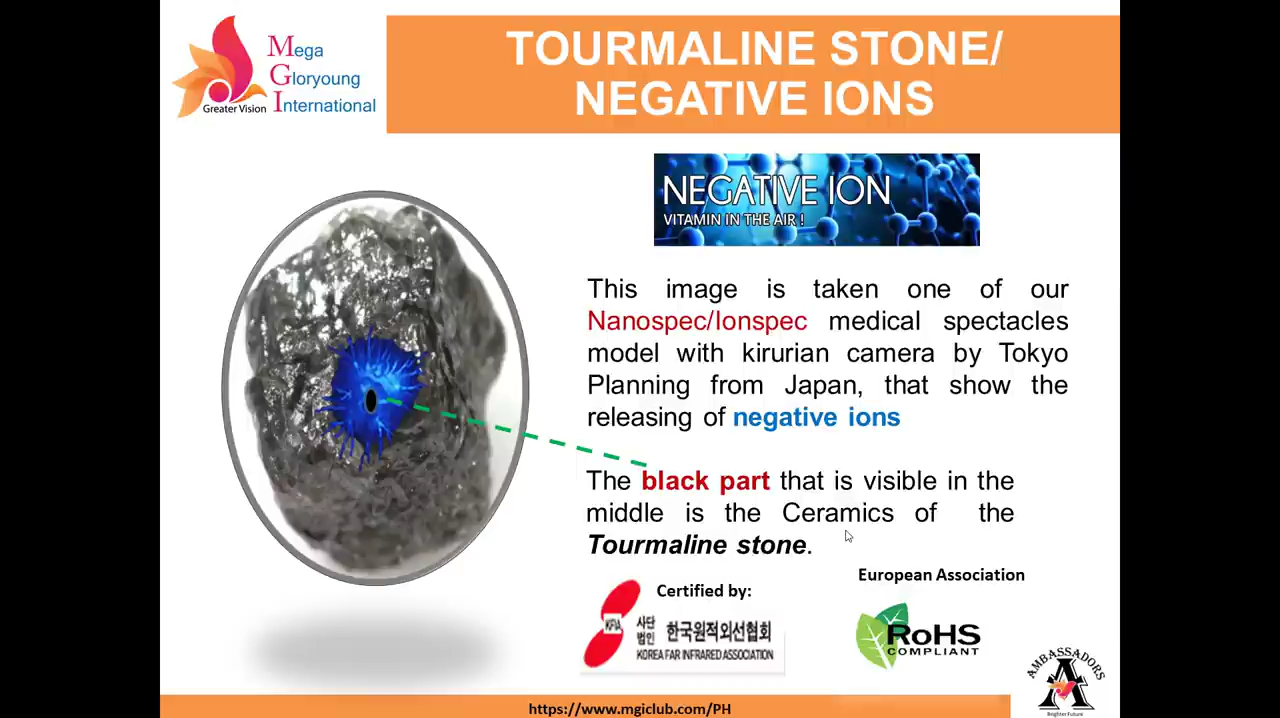 Mega
Gloryoung
International
Greater Vision
TOURMALINE STONE/
NEGATIVE IONS
NEGATIVE ION
VITAMIN IN THE AIR !
This image is taken one of our
Nanospec/Ionspec medical spectacles
model with kirurian camera by Tokyo
Planning from Japan, that show the
releasing of negative ions
The black part that is visible in the
middle is the Ceramics of the
Tourmaline stone.
Certified by:
European Association
KFIA
사단
법인
한국원적외선협회
KOREA FAR INFRARED ASSOCIATION
RoHS
COMPLIANT
AMBASSADORS
A
Brighter Future
https://www.mgiclub.com/PH